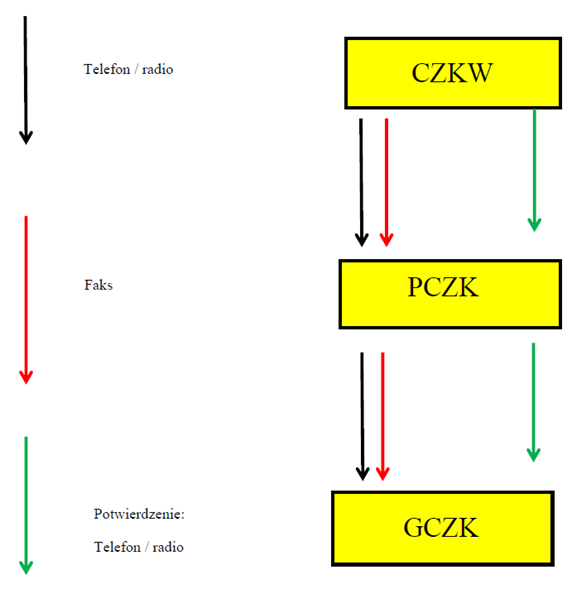 Telefon / radio
CZKW
Faks
PCZK
Potwierdzenie:
Telefon / radio
GCZK